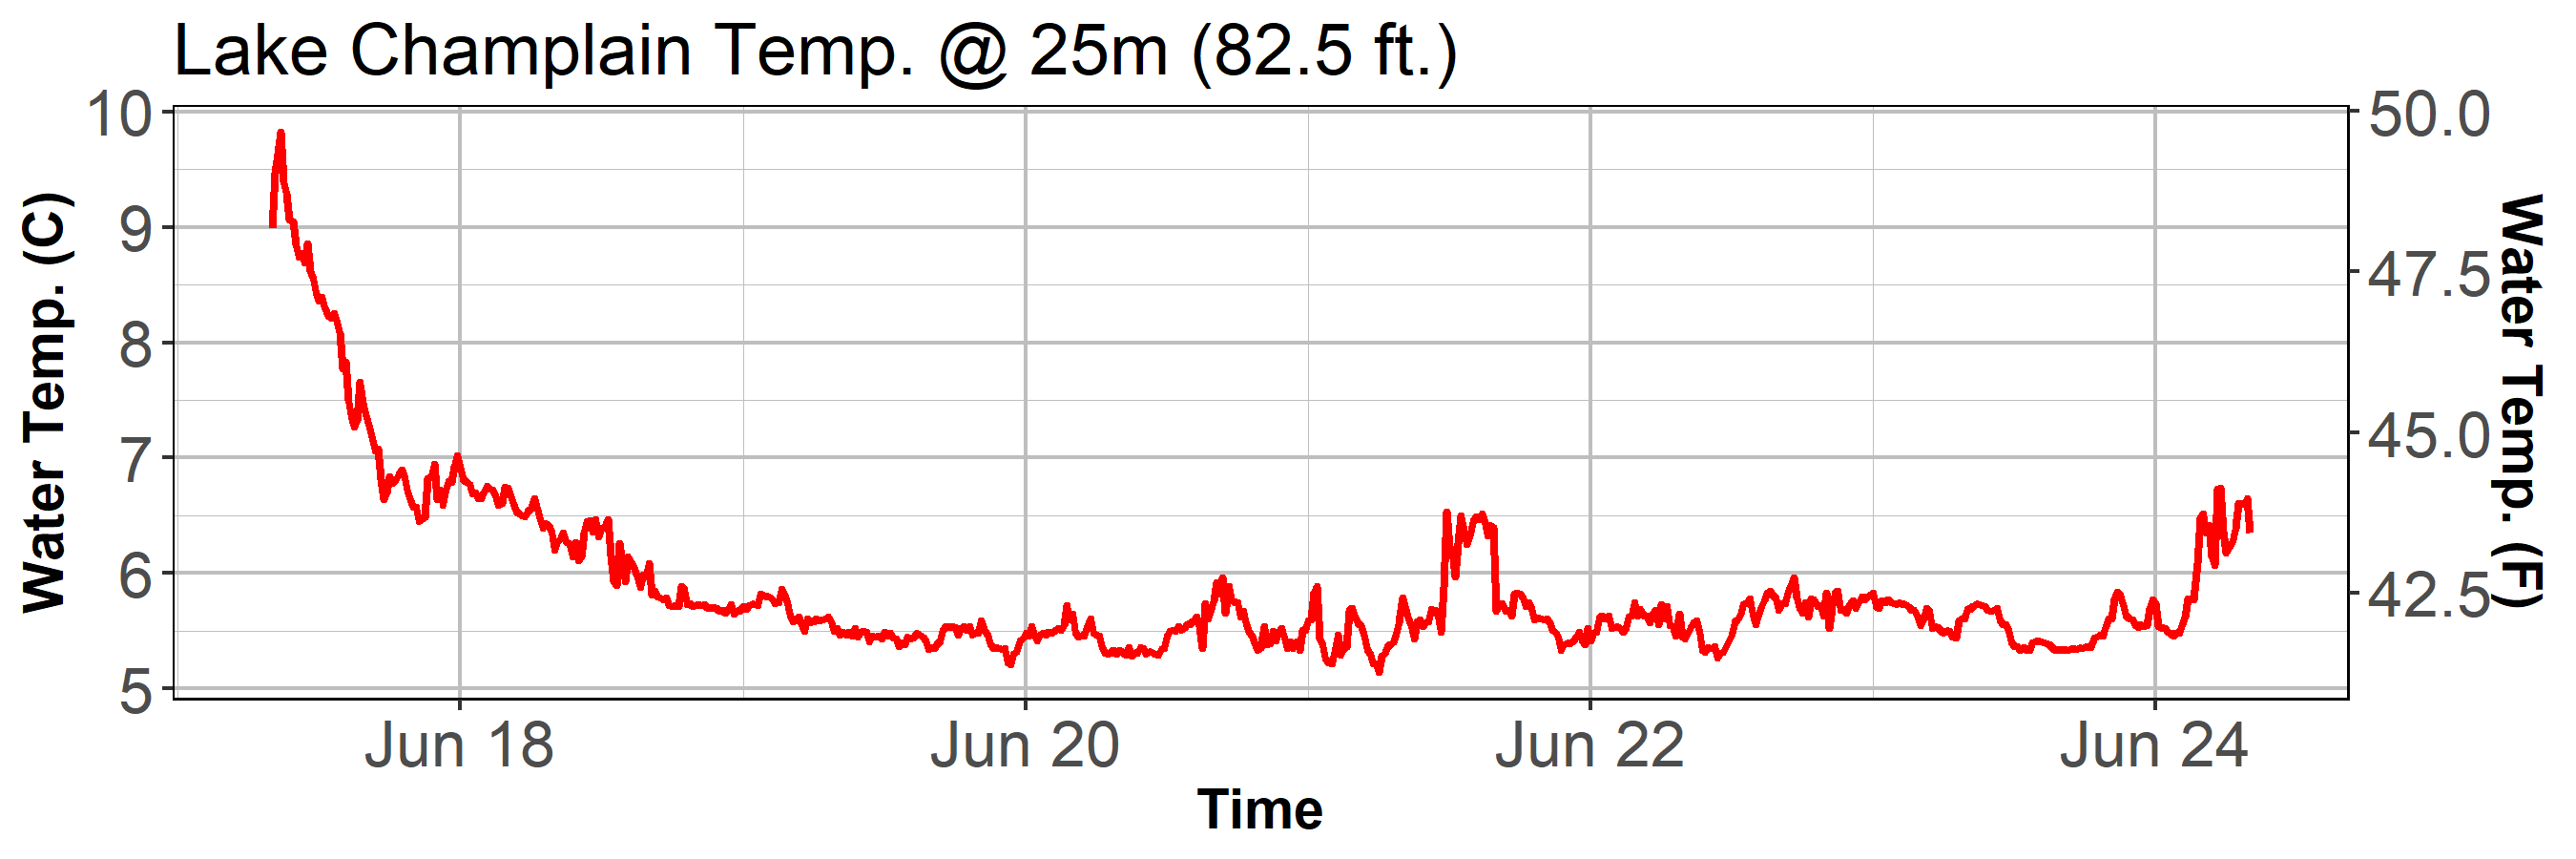 Lake Champlain Temp. @ 25m (82.5 ft.)
Water Temp. (C)
10
9
8
7
6
5
50.0
47.5
45.0
42.5
Water Temp. (F)
Jun 18
Jun 20
Jun 22
Jun 24
Time